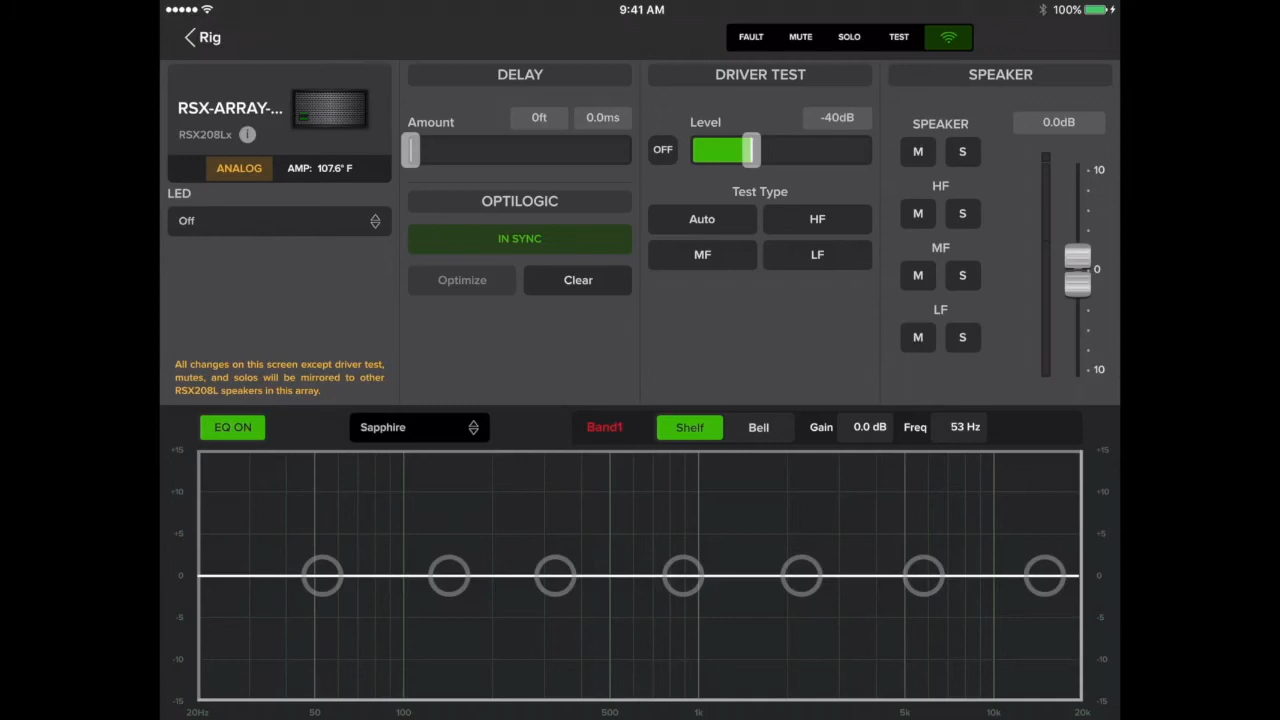 9:41 AM
100%
Rig
FAULT MUTE SOLO TEST
RSX-ARRAY-...
RSX208Lx i
ANALOG AMP: 107.6° F
LED
Off
All changes on this screen except driver test,
mutes, and solos will be mirrored to other
RSX208L speakers in this array.
DELAY
Amount 0ft 0.0ms
OPTILOGIC
IN SYNC
Optimize Clear
DRIVER TEST
Level -40dB
OFF
Test Type
Auto HF
MF LF
SPEAKER
SPEAKER 0.0dB
M S
HF
M S
MF
M S
LF
M S
10
0
10
EQ ON Sapphire Band1 Shelf Bell Gain 0.0 dB Freq 53 Hz
+15 +15
+10 +10
+5 +5
0 0
-5 -5
-10 -10
-15 -15
20Hz 50 100 500 1k 5k 10k 20k